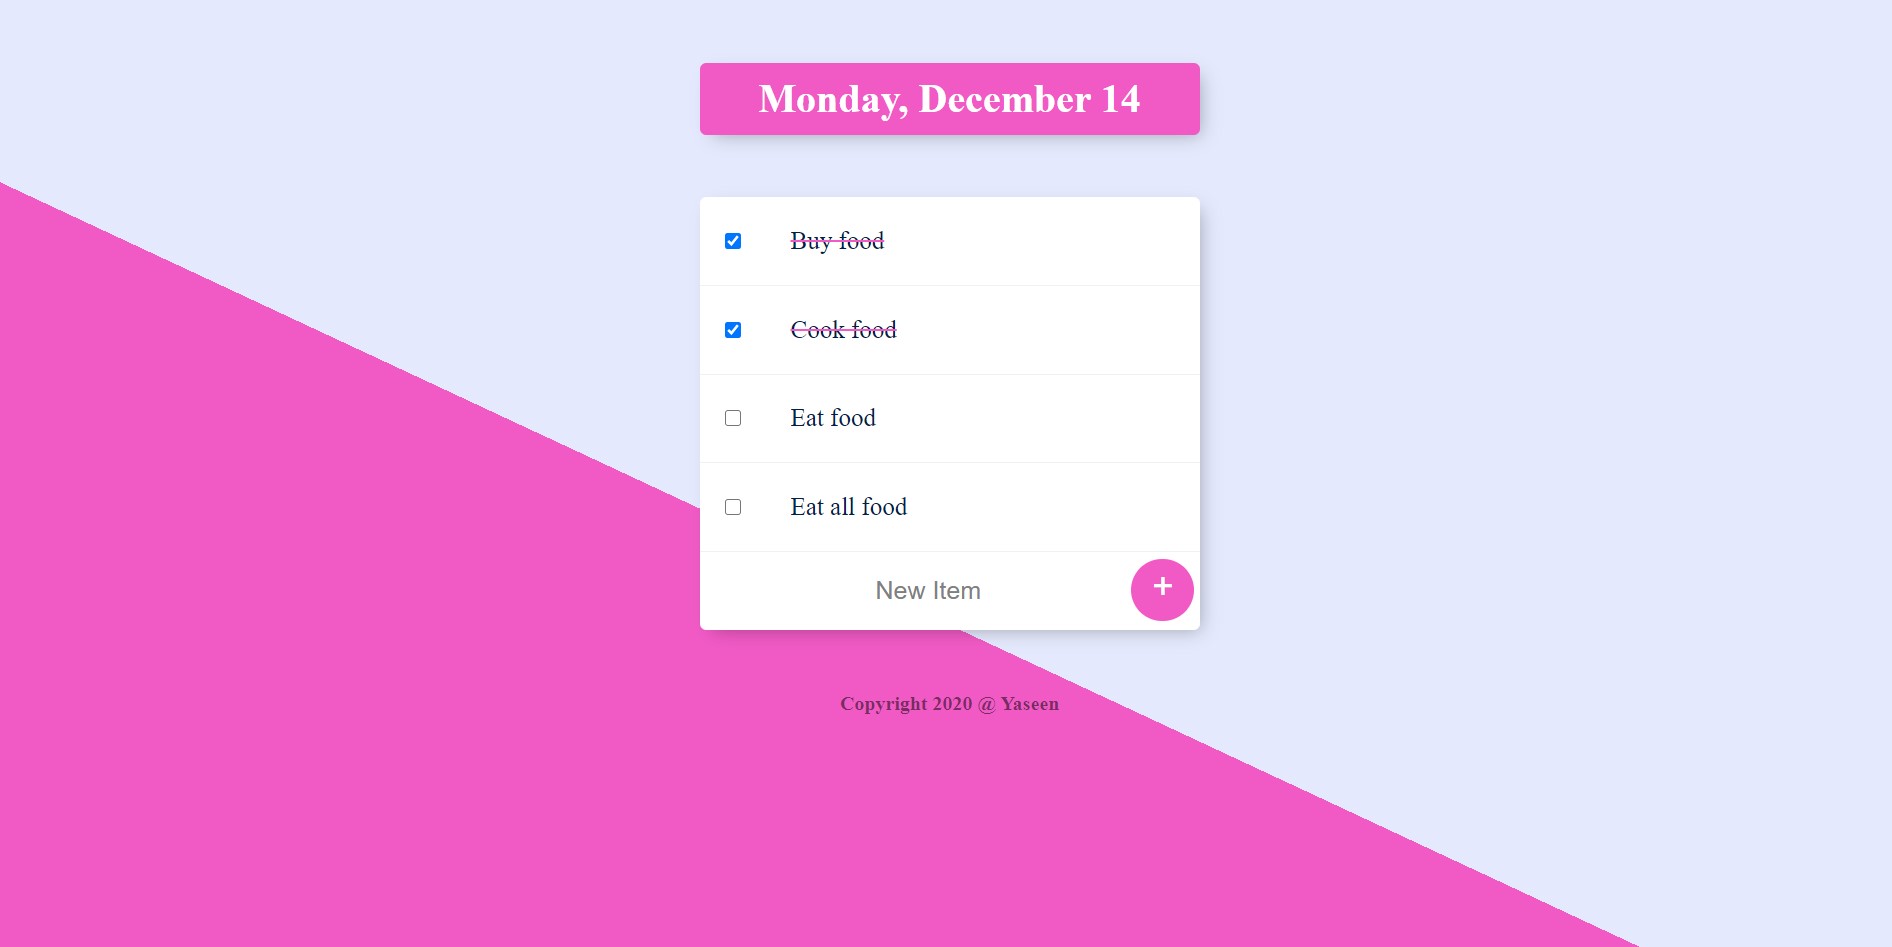 Monday, December 14
Buy food
Cook food
Eat food
Eat all food
New Item
+
Copyright 2020 @ Yaseen